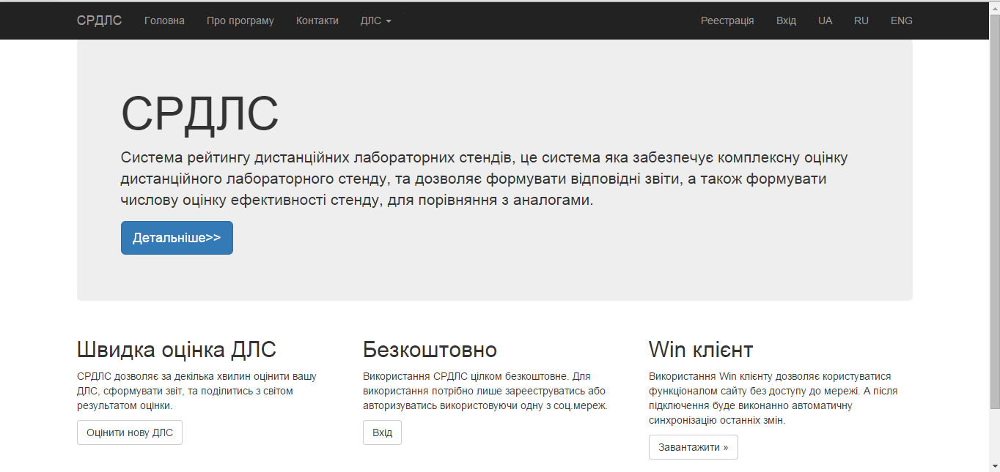 СРДЛС Головна Про програму Контакти ДЛС Реестрація Вхід UA RU ENG
СРДЛС
Система рейтингу дистанційних лабораторних стендів, це система яка забезпечує комплексну оцінку
дистанційного лабораторного стенду, та дозволяє формувати відповідні звіти, а також формувати
числову оцінку ефективності стенду, для порівняння з аналогами.
Детальніше>>
Швидка оцінка ДЛС
СРДЛС дозволяє за декілька хвилин оцінити вашу
ДЛС, сформувати звіт, та поділитись з світом
результатом оцінки.
Оцінити нову ДЛС
Безкоштовно
Використання СРДЛС цілком безкоштовне. Для
використання потрібно лише зареєструватись або
авторизуватись використовуючи одну з соц.мереж.
Вхід
Win клієнт
Використання Win клієнту дозволяє користуватися
функціоналом сайту без доступу до мережі. А після
підключення буде виконанно автоматичну
синхронізацію останніх змін.
Завантажити »